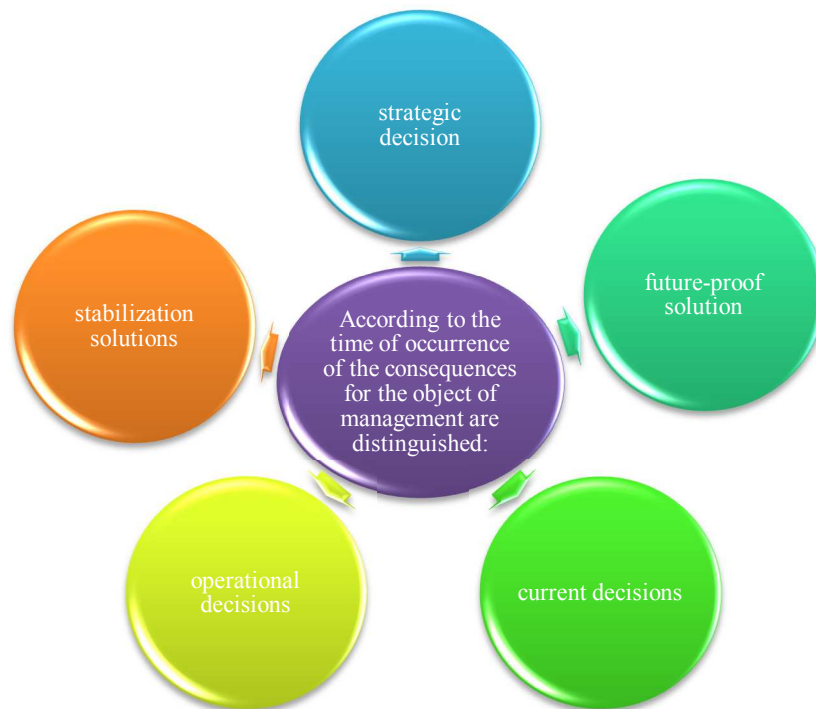 strategic
decision
future-proof
solution
stabilization
solutions
According to the
time of occurrence
of the consequences
for the object of
management are
distinguished:
operational
decisions
current decisions